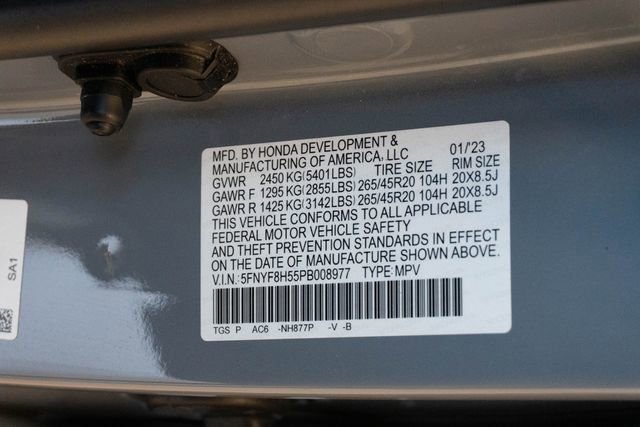 MFD. BY HONDA DEVELOPMENT & 01/'23
MANUFACTURING OF AMERICA, LLC
GVWR 2450 KG(5401LBS) TIRE SIZE RIM SIZE
GAWR F 1295 KG(2855LBS) 265/45R20 104H 20X8.5J
GAWR R 1425 KG(3142LBS) 265/45R20 104H 20X8.5J
THIS VEHICLE CONFORMS TO ALL APPLICABLE
FEDERAL MOTOR VEHICLE SAFETY
AND THEFT PREVENTION STANDARDS IN EFFECT
ON THE DATE OF MANUFACTURE SHOWN ABOVE.
V.I.N.: 5FNYF8H55PB008977 TYPE: MPV
TGS P AC6 -NH877P -V -B
SA1